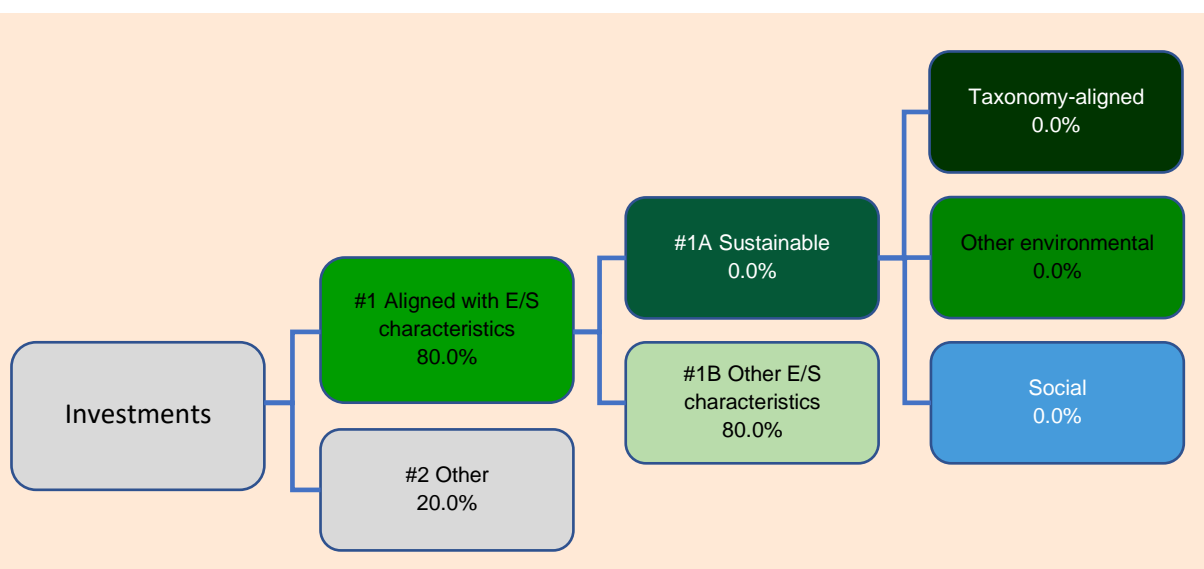 Investments
#1 Aligned with E/S
characteristics
80.0%
#2 Other
20.0%
#1A Sustainable
0.0%
#1B Other E/S
characteristics
80.0%
Taxonomy-aligned
0.0%
Other environmental
0.0%
Social
0.0%